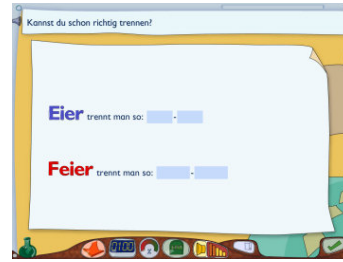 Kannst du schon richtig trennen?
Eier trennt man so: -
Feier trennt man so: -